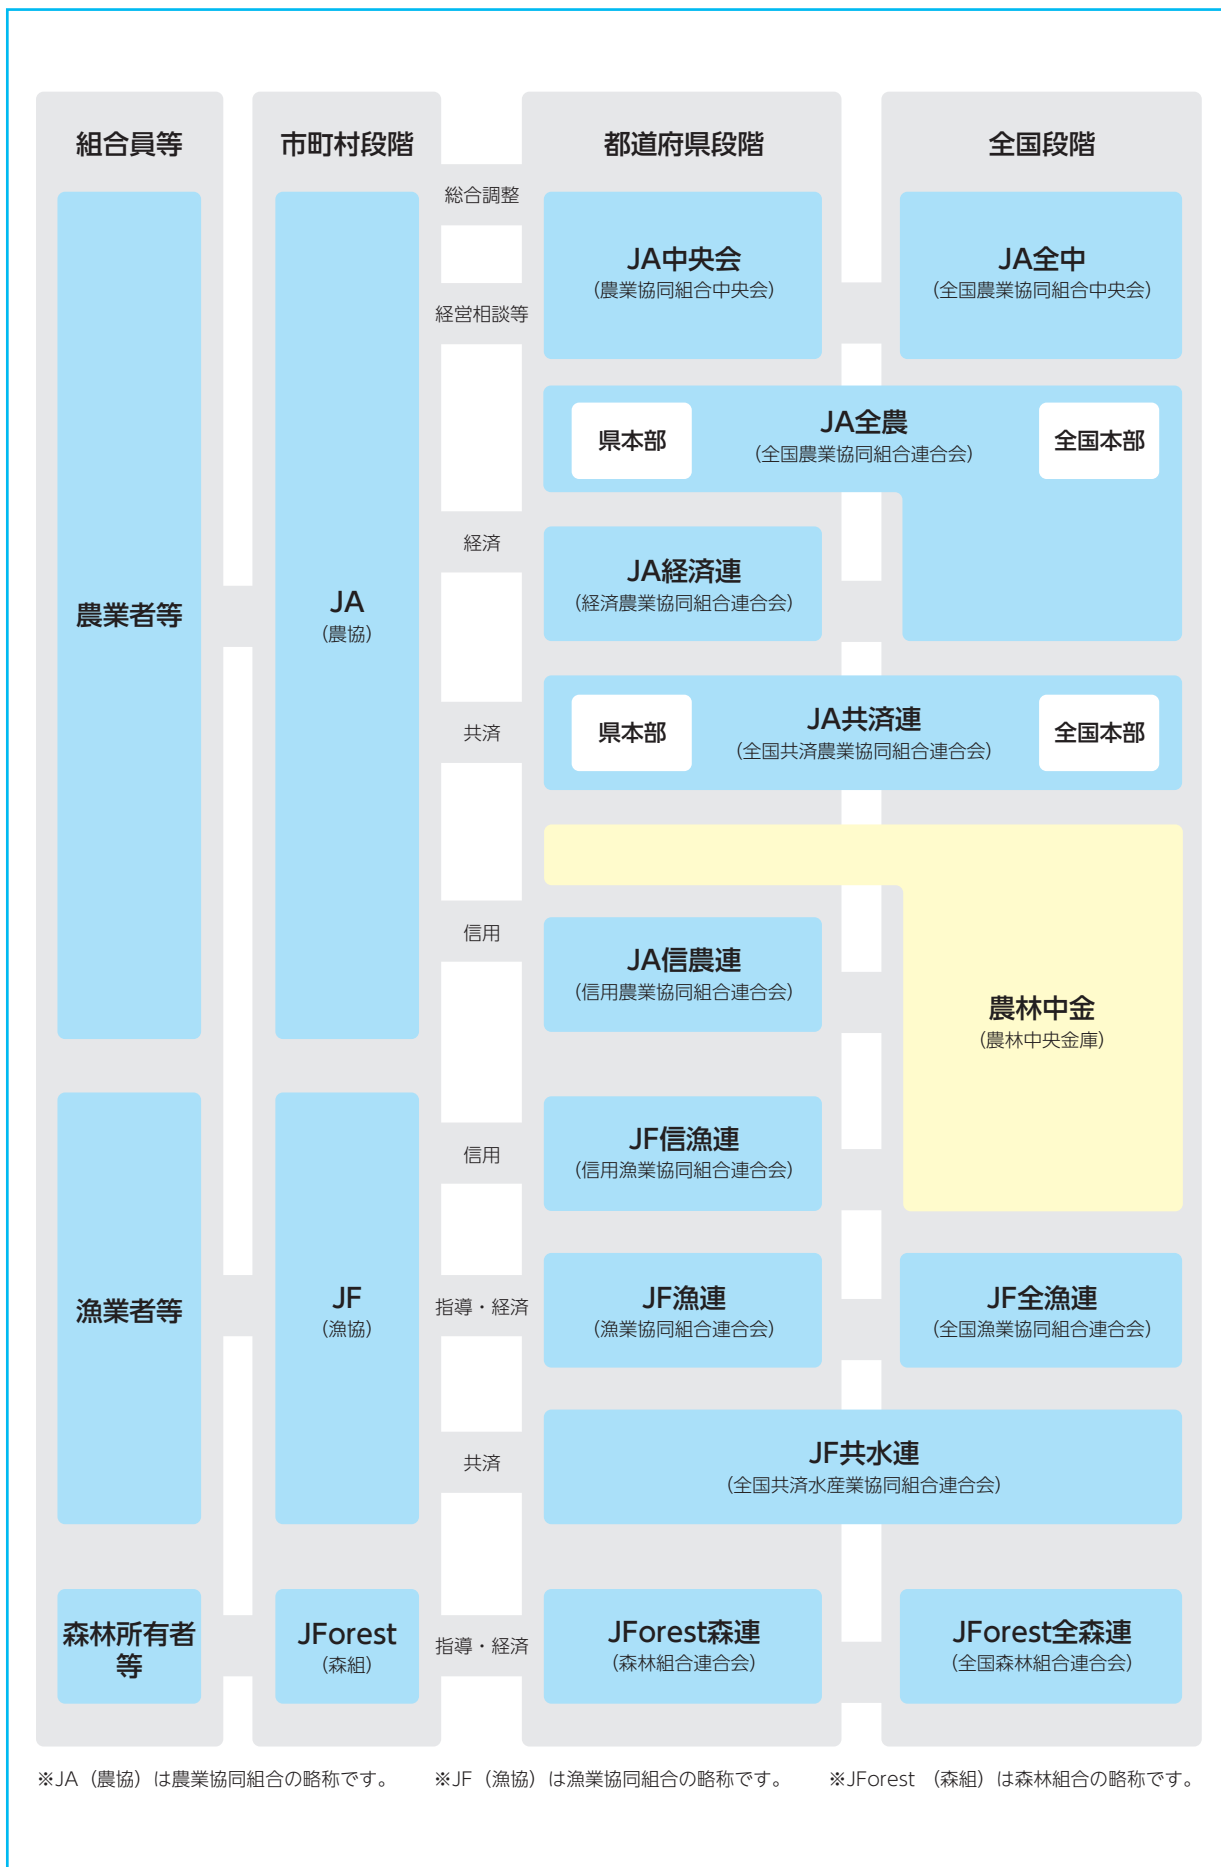 組合員等
市町村段階
都道府県段階
全国段階
農業者等
JA
(農協)
総合調整
経営相談等
経済
共済
信用
JA中央会
(農業協同組合中央会)
JA全中
(全国農業協同組合中央会)
県本部
JA全農
(全国農業協同組合連合会)
全国本部
JA経済連
(経済農業協同組合連合会)
県本部
JA共済連
(全国共済農業協同組合連合会)
全国本部
JA信農連
(信用農業協同組合連合会)
農林中金
(農林中央金庫)
漁業者等
JF
(漁協)
信用
指導・経済
共済
JF信漁連
(信用漁業協同組合連合会)
JF漁連
(漁業協同組合連合会)
JF全漁連
(全国漁業協同組合連合会)
JF共水連
(全国共済水産業協同組合連合会)
森林所有者
等
JForest
(森組)
指導・経済
JForest森連
(森林組合連合会)
JForest全森連
(全国森林組合連合会)
※JA（農協）は農業協同組合の略称です。
※JF（漁協）は漁業協同組合の略称です。
※JForest （森組）は森林組合の略称です。